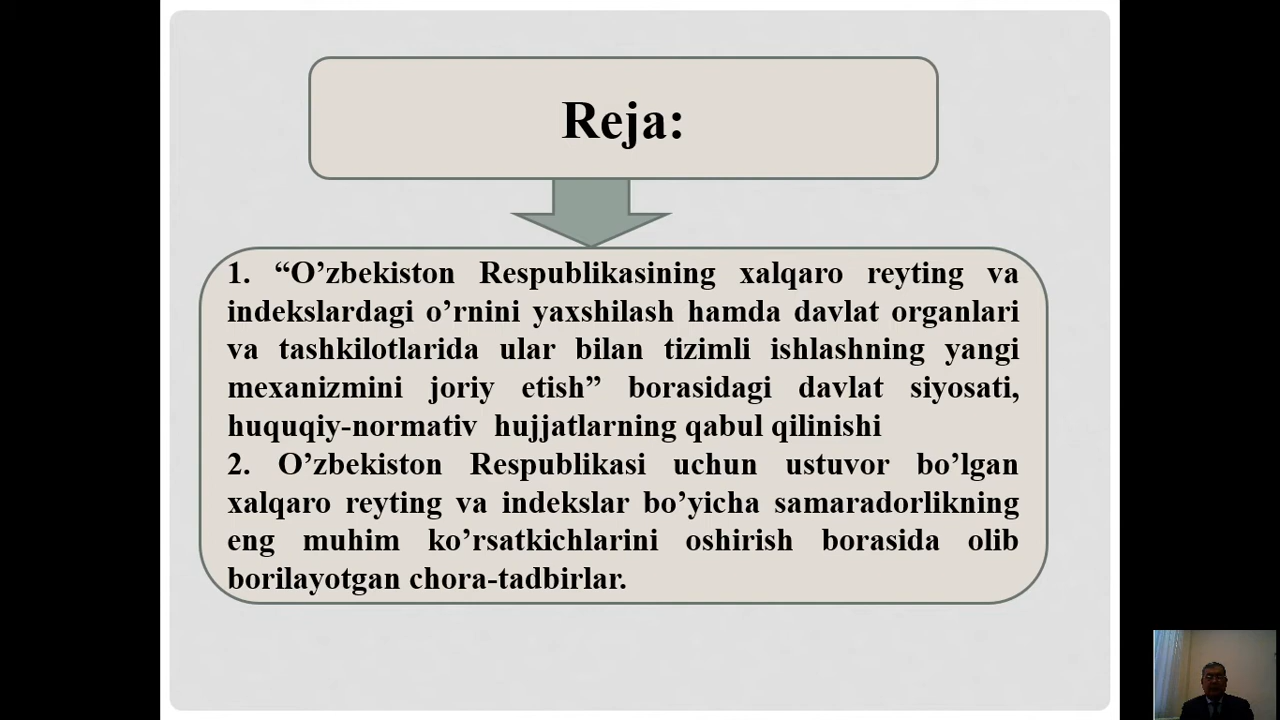 Reja:
1. “O’zbekiston Respublikasining xalqaro reyting va
indekslardagi o’rnini yaxshilash hamda davlat organlari
va tashkilotlarida ular bilan tizimli ishlashning yangi
mexanizmini joriy etish” borasidagi davlat siyosati,
huquqiy-normativ hujjatlarning qabul qilinishi
2. O’zbekiston Respublikasi uchun ustuvor bo’lgan
xalqaro reyting va indekslar bo’yicha samaradorlikning
eng muhim ko’rsatkichlarini oshirish borasida olib
borilayotgan chora-tadbirlar.